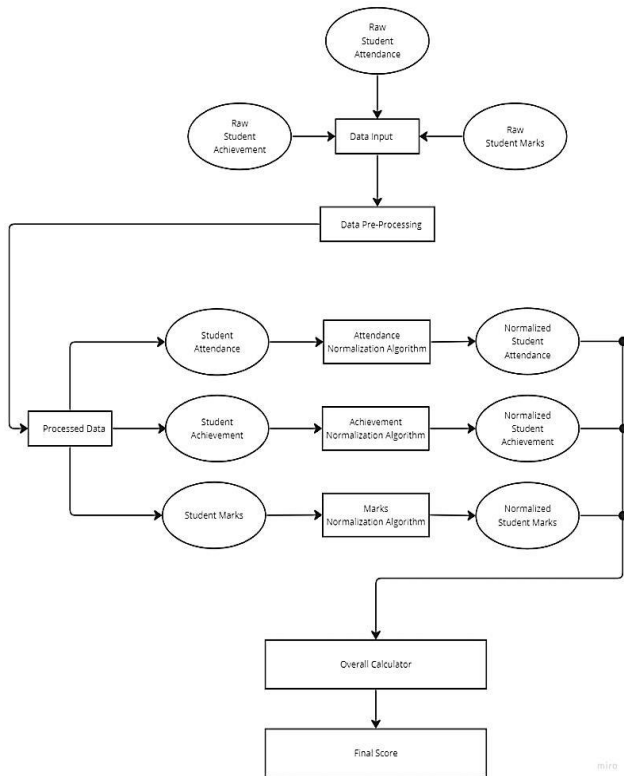 Raw
Student
Attendance
Raw
Student
Achievement
Data Input
Raw
Student Marks
Data Pre-Processing
Student
Attendance
Attendance
Normalization Algorithm
Normalized
Student
Attendance
Processed Data
Student
Achievement
Achievement
Normalization Algorithm
Normalized
Student
Achievement
Student Marks
Marks
Normalization Algorithm
Normalized
Student Marks
Overall Calculator
Final Score
miro